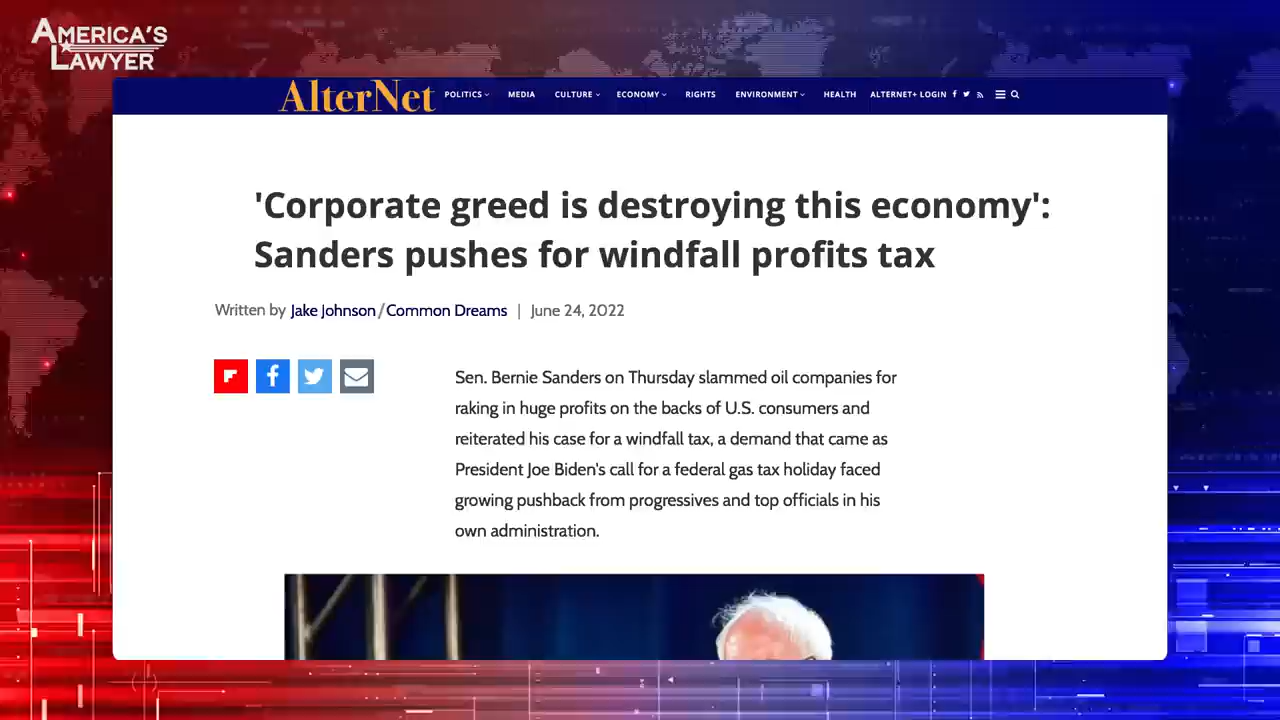 AMERICA'S
LAWYER
AlterNet POLITICS MEDIA CULTURE ECONOMY RIGHTS ENVIRONMENT HEALTH ALTERNET+ LOGIN
'Corporate greed is destroying this economy':
Sanders pushes for windfall profits tax
Written by Jake Johnson / Common Dreams | June 24, 2022
Sen. Bernie Sanders on Thursday slammed oil companies for
raking in huge profits on the backs of U.S. consumers and
reiterated his case for a windfall tax, a demand that came as
President Joe Biden's call for a federal gas tax holiday faced
growing pushback from progressives and top officials in his
own administration.